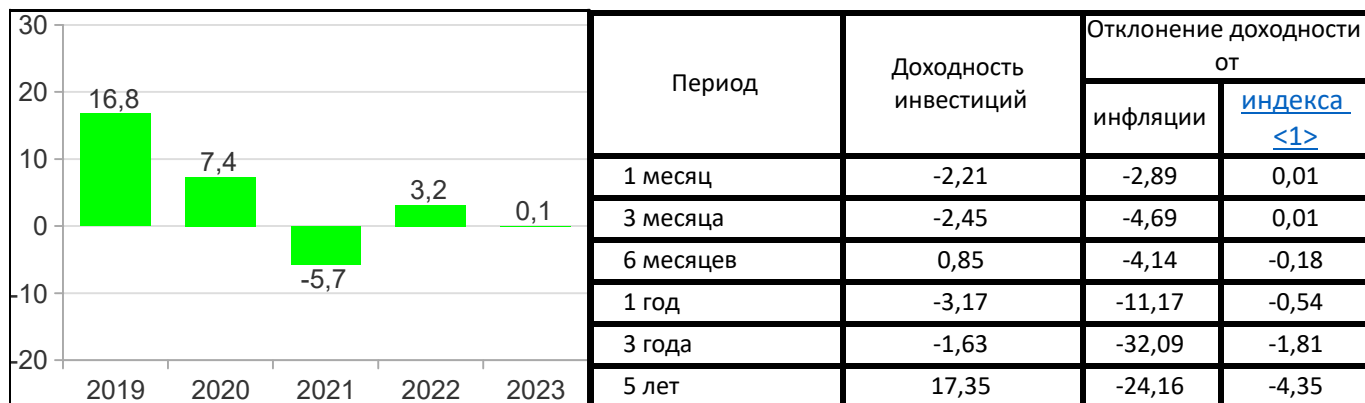 30
20
10
0
-10
-20
16,8
7,4
-5,7
3,2
0,1
2019 2020 2021 2022 2023
Период
Доходность
инвестиций
Отклонение доходности
от
инфляции
индекса
<1>
1 месяц -2,21 -2,89 0,01
3 месяца -2,45 -4,69 0,01
6 месяцев 0,85 -4,14 -0,18
1 год -3,17 -11,17 -0,54
3 года -1,63 -32,09 -1,81
5 лет 17,35 -24,16 -4,35